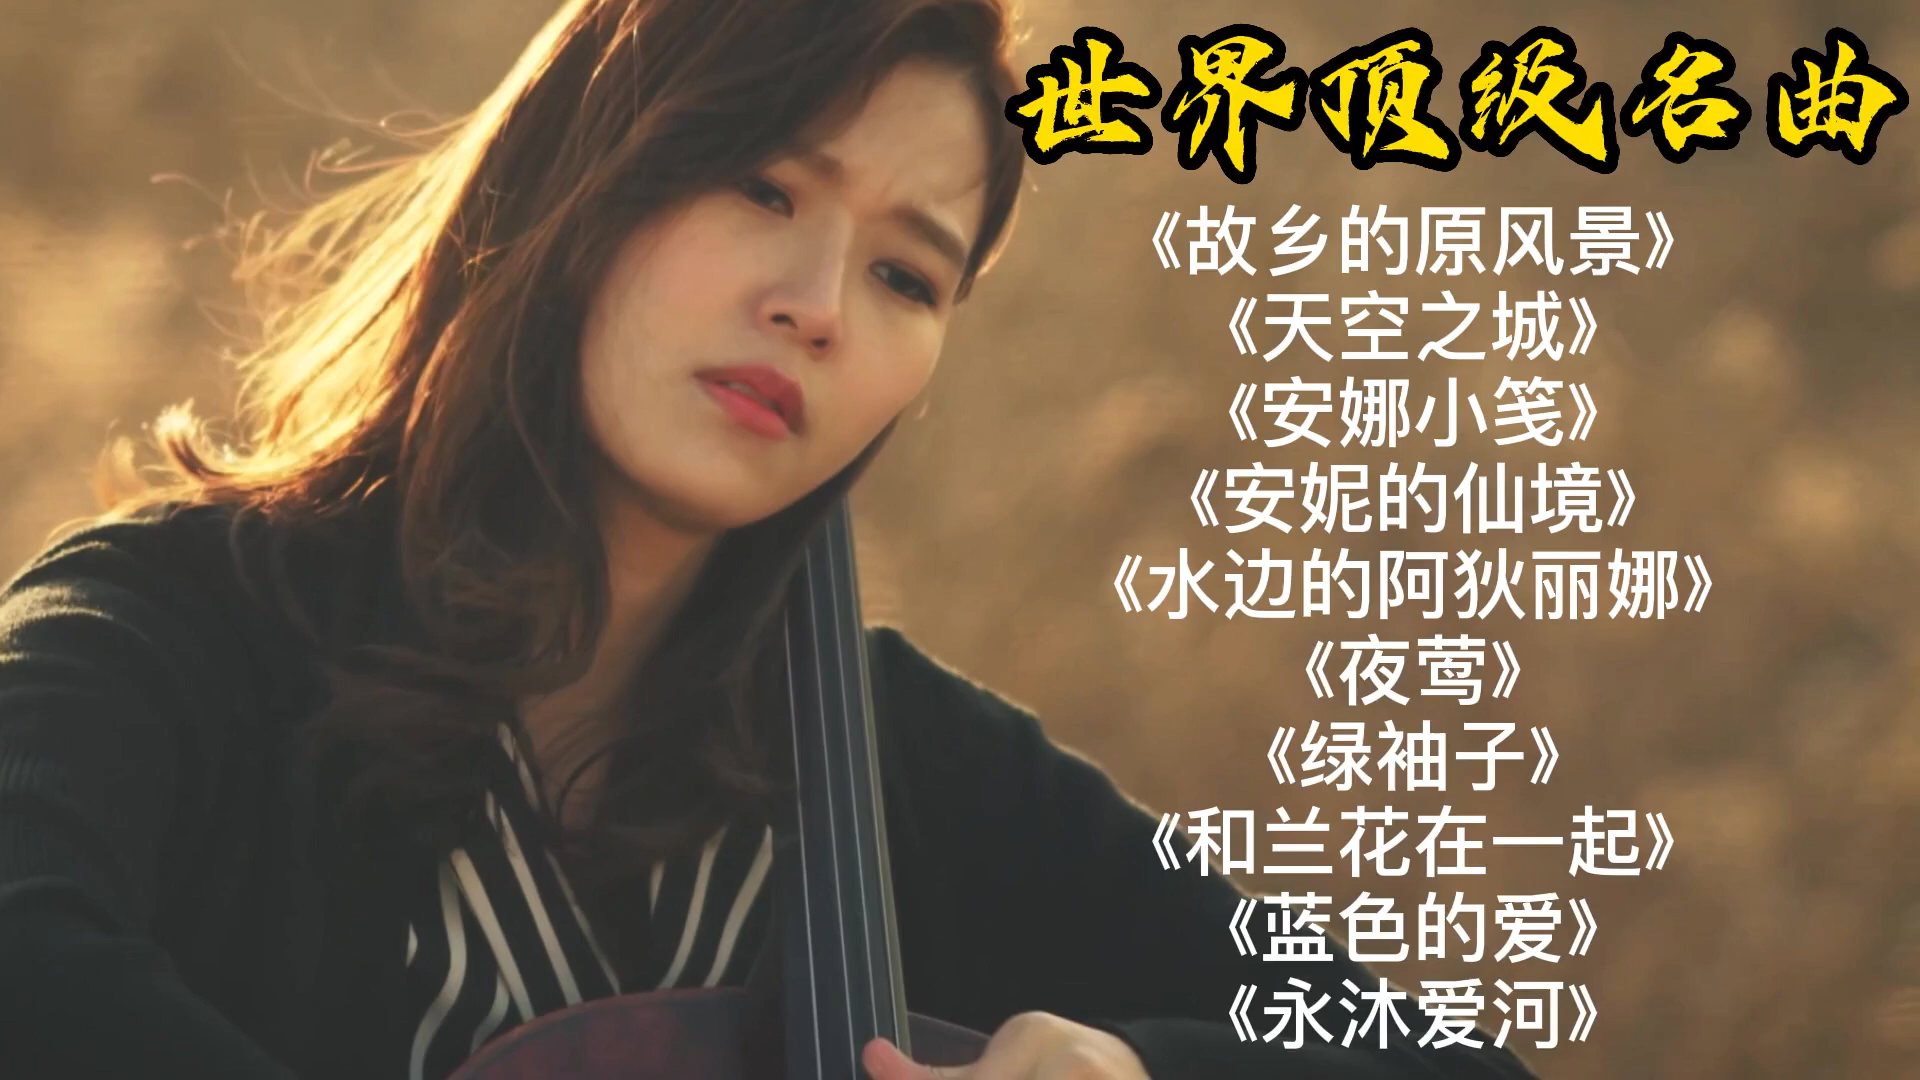 世界顶级名曲
《故乡的原风景》
《天空之城》
《安娜小笺》
《安妮的仙境》
《水边的阿狄丽娜》
《夜莺》
《绿袖子》
《和兰花在一起》
《蓝色的爱》
《永沐爱河》